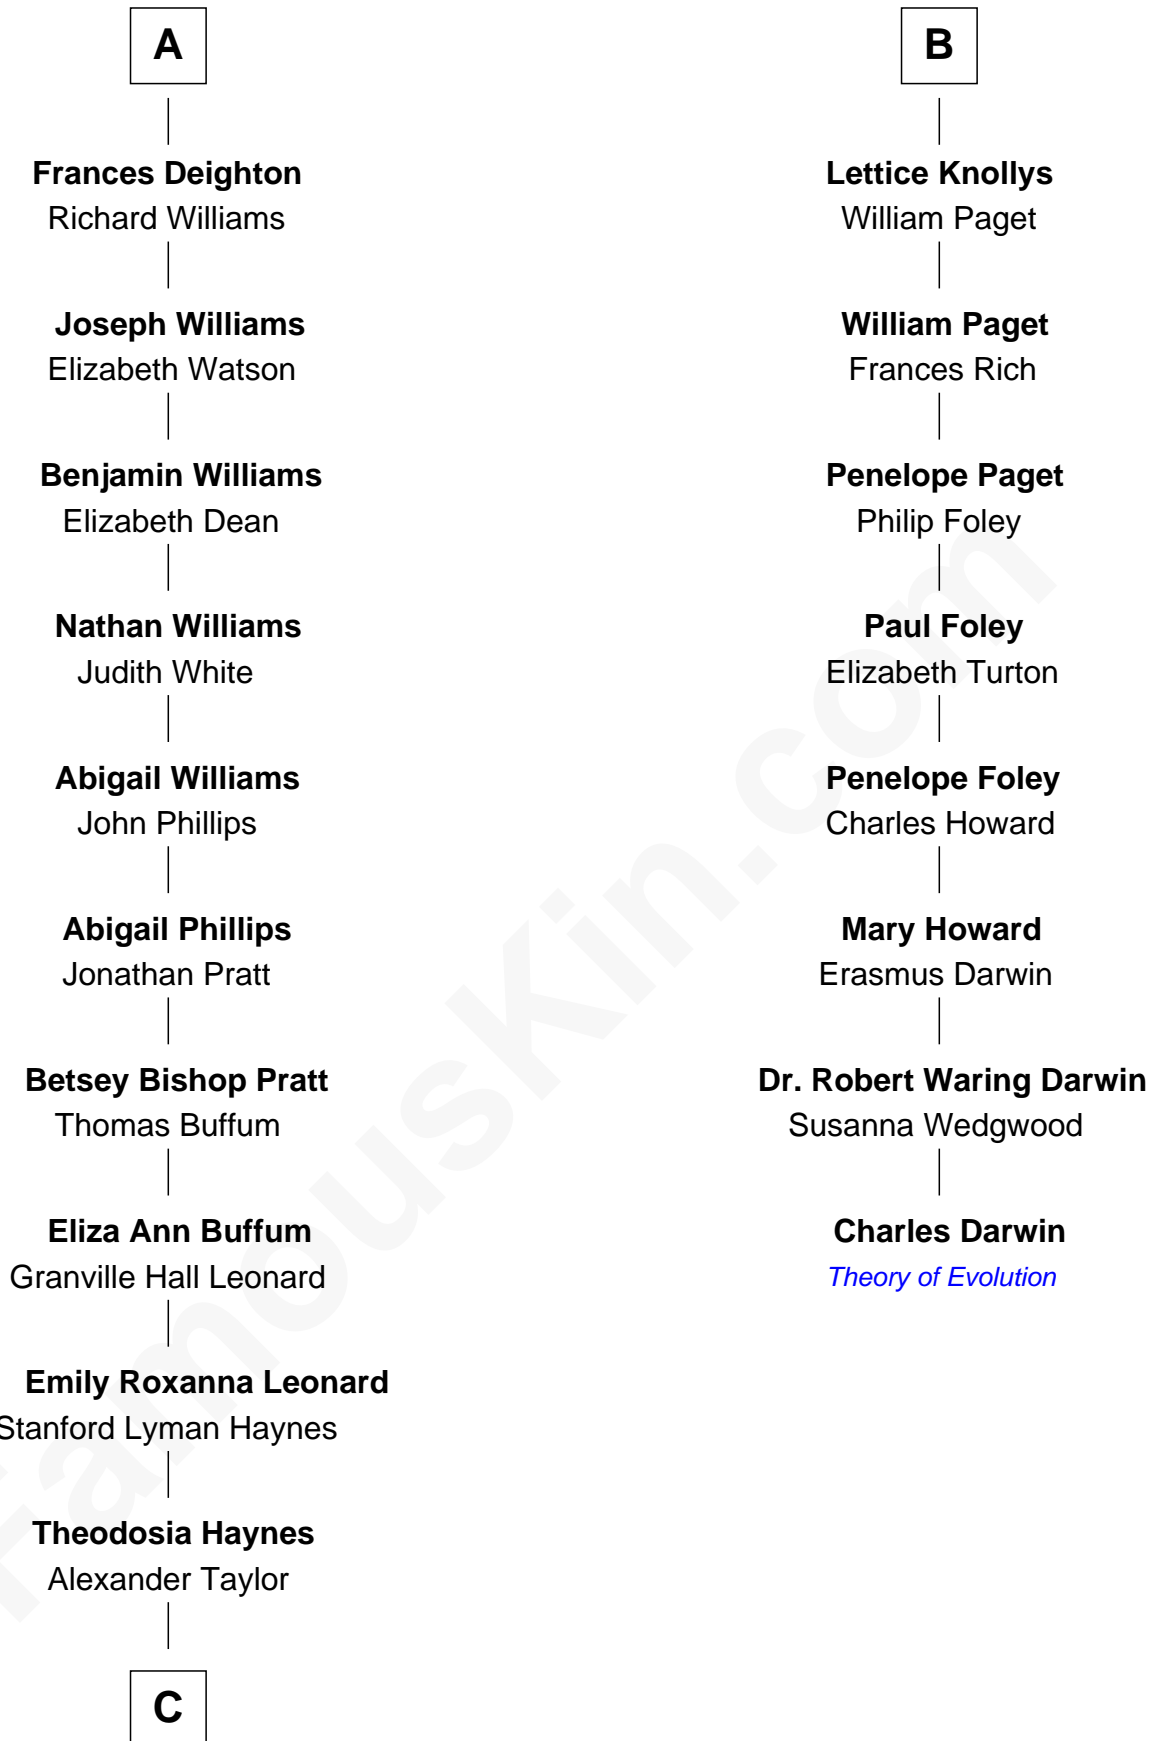 A
Frances Deighton
Richard Williams
Joseph Williams
Elizabeth Watson
Benjamin Williams
Elizabeth Dean
Nathan Williams
Judith White
Abigail Williams
John Phillips
Abigail Phillips
Jonathan Pratt
Betsey Bishop Pratt
Thomas Buffum
Eliza Ann Buffum
Granville Hall Leonard
Emily Roxanna Leonard
Stanford Lyman Haynes
Theodosia Haynes
Alexander Taylor
C
B
Lettice Knollys
William Paget
William Paget
Frances Rich
Penelope Paget
Philip Foley
Paul Foley
Elizabeth Turton
Penelope Foley
Charles Howard
Mary Howard
Erasmus Darwin
Dr. Robert Waring Darwin
Susanna Wedgwood
Charles Darwin
Theory of Evolution
FamousKin.com